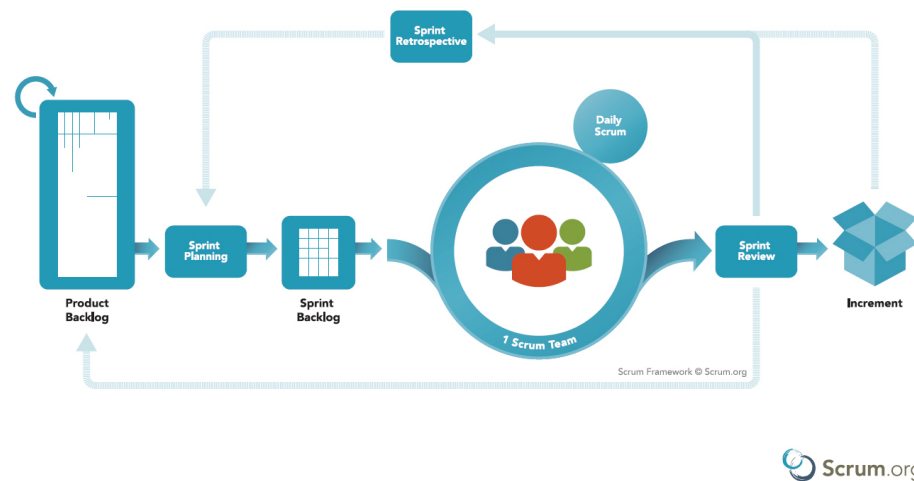 Sprint
Retrospective
Daily
Scrum
Sprint
Planning
Sprint
Review
Product
Backlog
Sprint
Backlog
Increment
1 Scrum Team
Scrum Framework © Scrum.org
Scrum.org